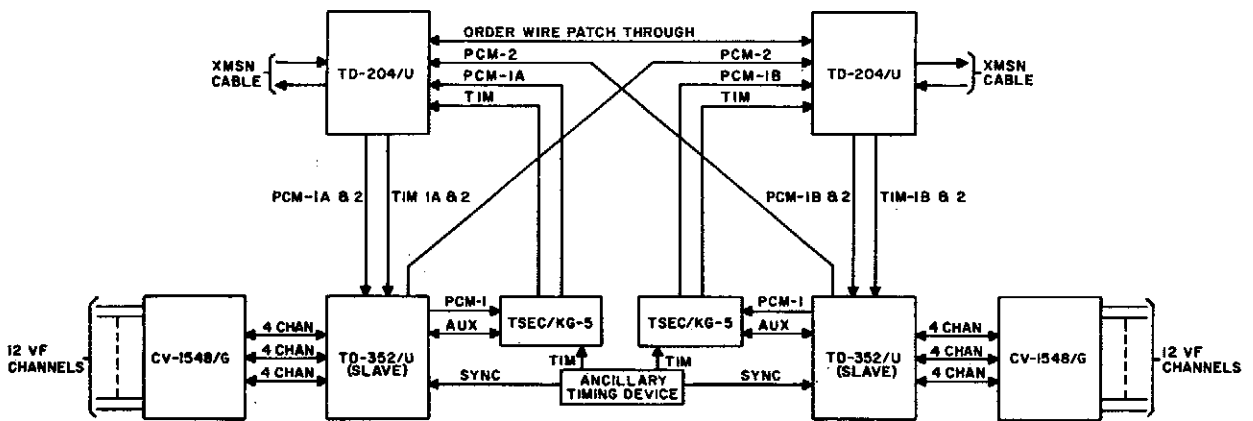 ORDER WIRE PATCH THROUGH
PCM-2
PCM-2
XMSN
CABLE
TD-204/U
PCM-1A
PCM-1B
TD-204/U
XMSN
CABLE
TIM
TIM
PCM-1A & 2
TIM 1A & 2
PCM-1B & 2
TIM-1B & 2
12 VF
CHANNELS
CV-1548/G
4 CHAN
4 CHAN
4 CHAN
TD-352/U
(SLAVE)
PCM-1
AUX
TSEC/KG-5
TSEC/KG-5
PCM-1
AUX
TIM
TIM
SYNC
ANCILLARY
TIMING DEVICE
SYNC
TD-352/U
(SLAVE)
4 CHAN
4 CHAN
4 CHAN
CV-1548/G
12 VF
CHANNELS